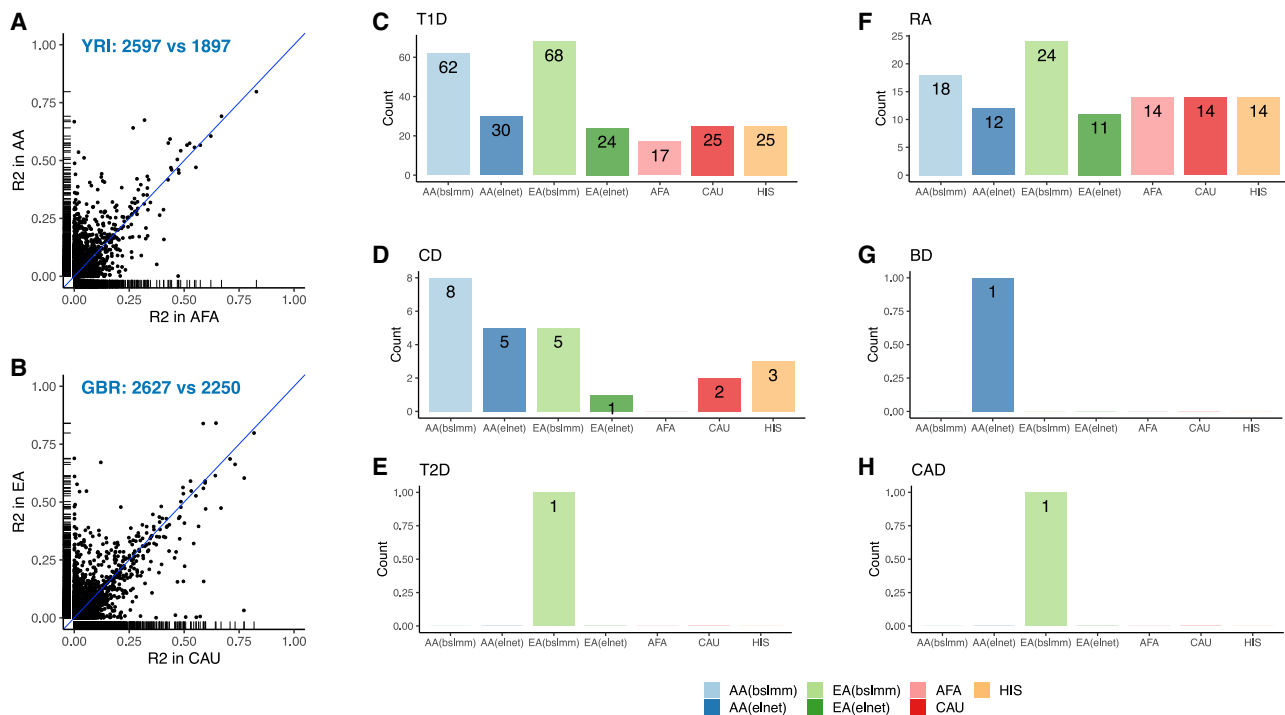 A
YRI: 2597 vs 1897
1.00
0.75
0.50
0.25
0.00
R2 in AA
0.00 0.25 0.50 0.75 1.00
R2 in AFA
B
GBR: 2627 vs 2250
1.00
0.75
0.50
0.25
0.00
R2 in EA
0.00 0.25 0.50 0.75 1.00
R2 in CAU
C T1D
60
40
20
0
Count
62 30 68 24 17 25 25
AA(bslmm) AA(elnet) EA(bslmm) EA(elnet) AFA CAU HIS
D CD
8
6
4
2
0
Count
8 5 5 1 2 3
AA(bslmm) AA(elnet) EA(bslmm) EA(elnet) AFA CAU HIS
E T2D
1.00
0.75
0.50
0.25
0.00
Count
1
AA(bslmm) AA(elnet) EA(bslmm) EA(elnet) AFA CAU HIS
F RA
25
20
15
10
5
0
Count
18 12 24 11 14 14 14
AA(bslmm) AA(elnet) EA(bslmm) EA(elnet) AFA CAU HIS
G BD
1.00
0.75
0.50
0.25
0.00
Count
1
AA(bslmm) AA(elnet) EA(bslmm) EA(elnet) AFA CAU HIS
H CAD
1.00
0.75
0.50
0.25
0.00
Count
1
AA(bslmm) AA(elnet) EA(bslmm) EA(elnet) AFA CAU HIS
AA(bslmm) EA(bslmm) AFA HIS
AA(elnet) EA(elnet) CAU